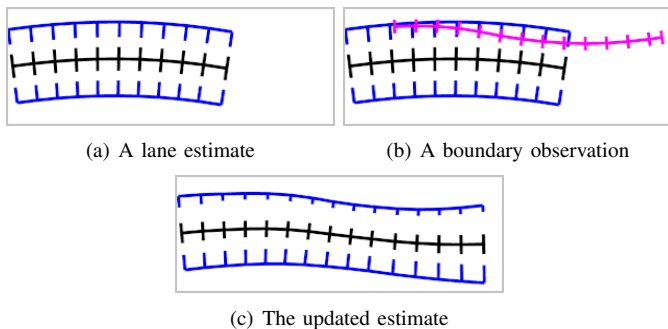 (a) A lane estimate
(b) A boundary observation
(c) The updated estimate